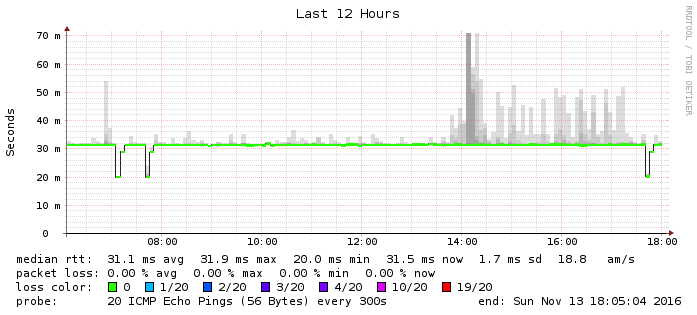 Last 12 Hours
RRDTOOL / TOBI OETIKER
Seconds
70 m
60 m
50 m
40 m
30 m
20 m
10 m
0
08:00 10:00 12:00 14:00 16:00 18:00
median rtt: 31.1 ms avg 31.9 ms max 20.0 ms min 31.5 ms now 1.7 ms sd 18.8 am/s
packet loss: 0.00 % avg 0.00 % max 0.00 % min 0.00 % now
loss color: 0 1/20 2/20 3/20 4/20 10/20 19/20
probe: 20 ICMP Echo Pings (56 Bytes) every 300s end: Sun Nov 13 18:05:04 2016